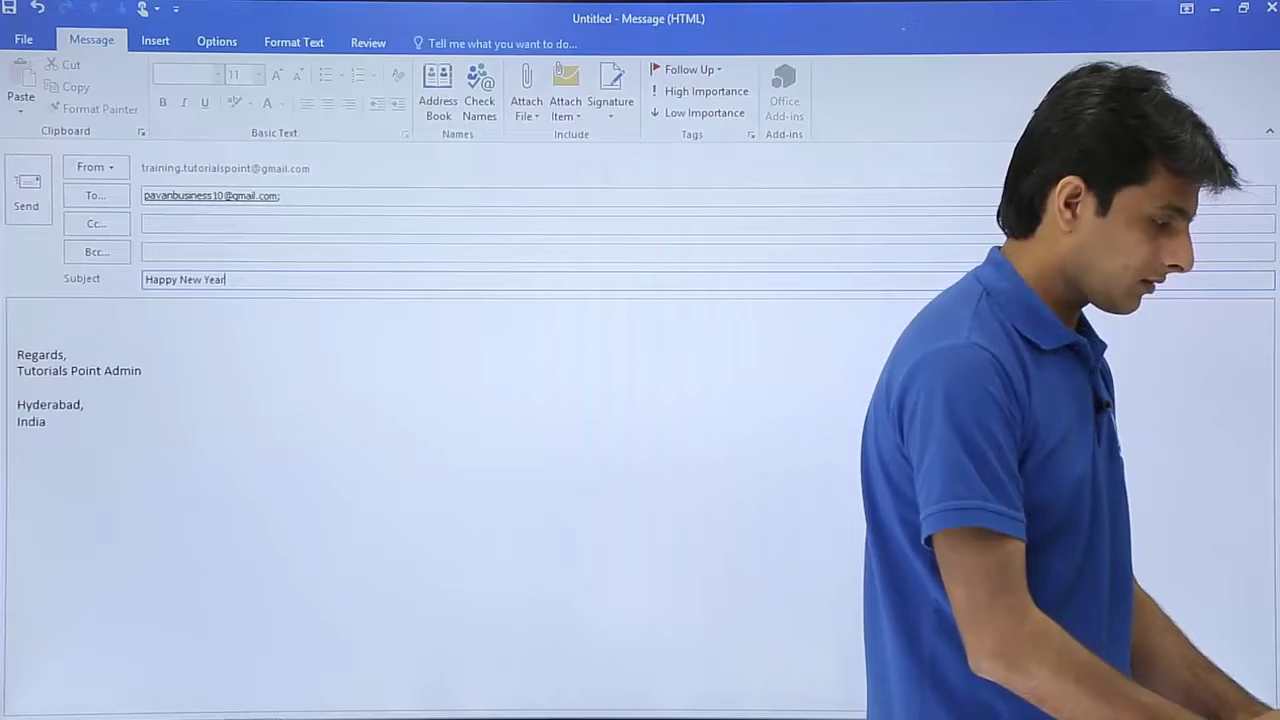 Untitled - Message (HTML)
File Message Insert Options Format Text Review Tell me what you want to do...
Paste Cut Copy Format Painter
Clipboard
11
B I U A
Basic Text
Address Book Check Names
Names
Attach File Attach Item Signature
Include
Follow Up
High Importance
Low Importance
Tags
Office Add-ins
Add-ins
Send
From training.tutorialspoint@gmail.com
To... pavanbusiness10@gmail.com;
Cc...
Bcc...
Subject Happy New Year
Regards,
Tutorials Point Admin
Hyderabad,
India